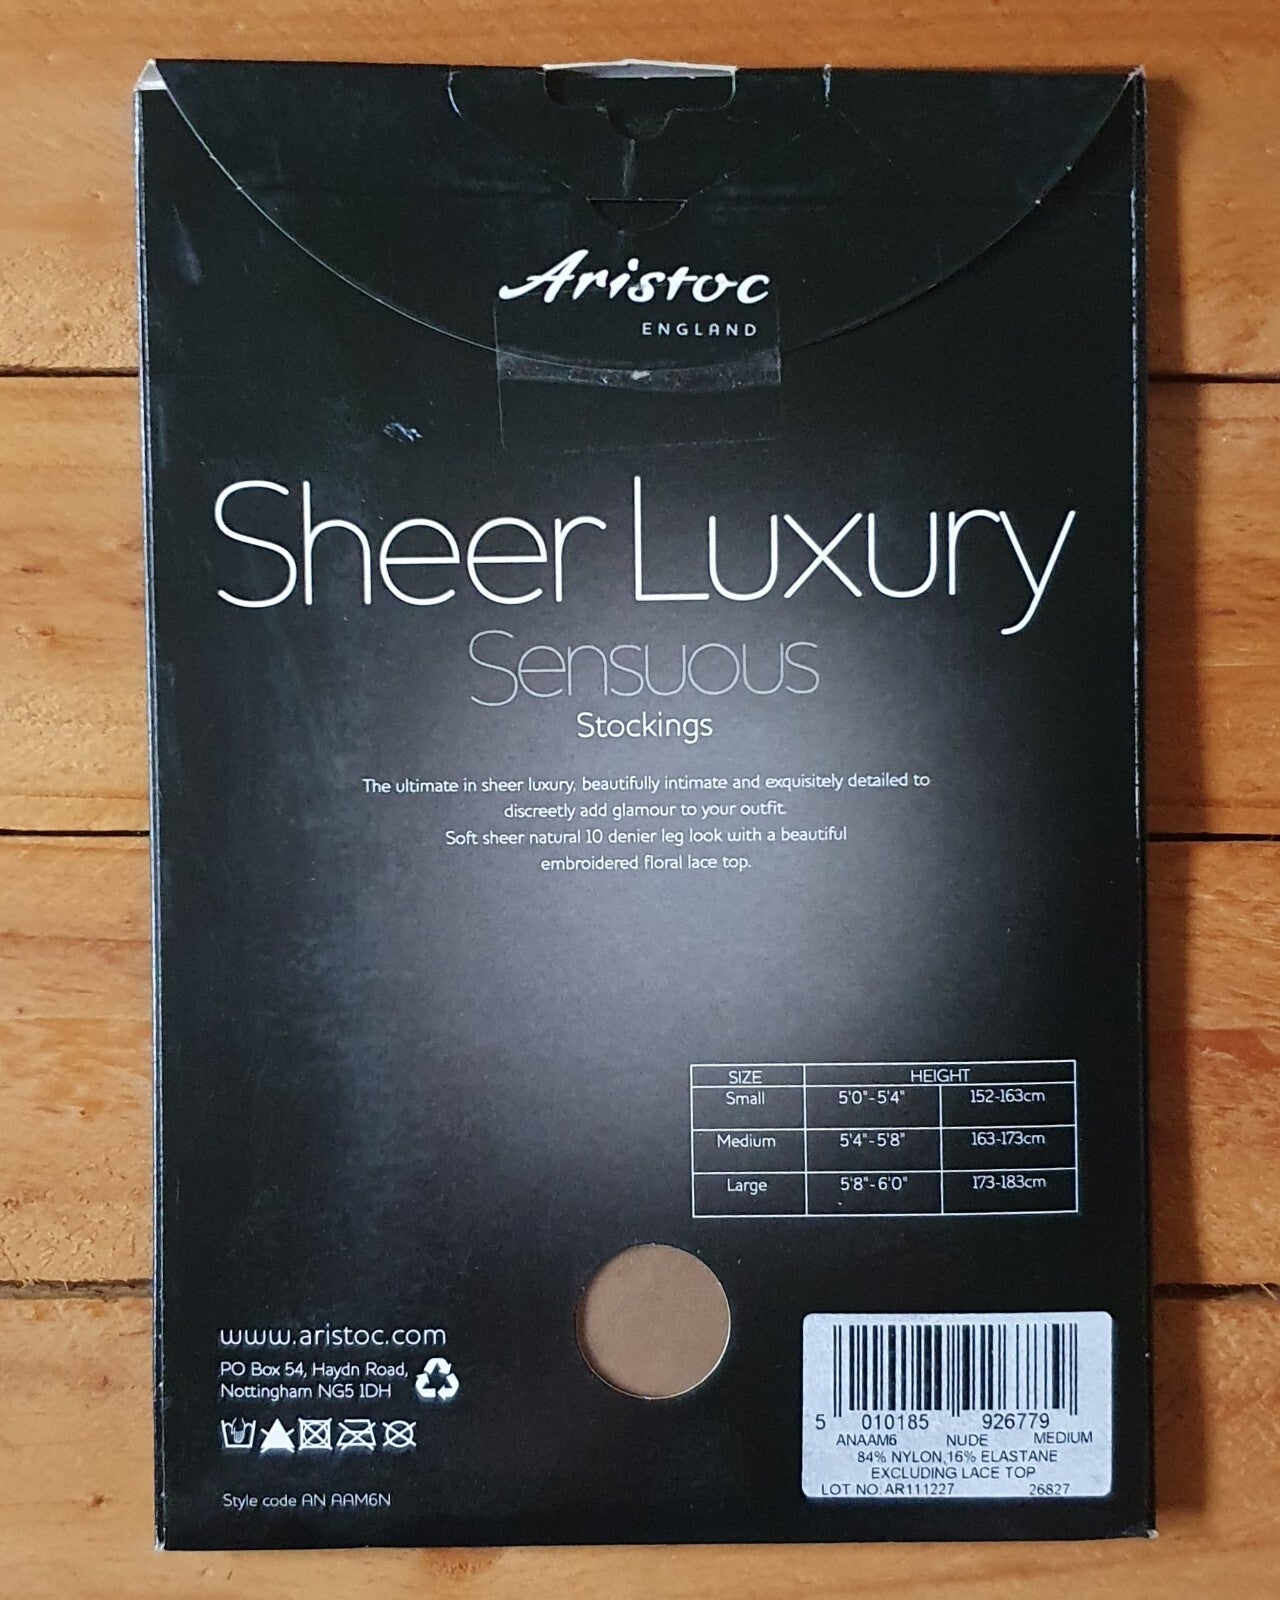 Aristoc
ENGLAND
Sheer Luxury
Sensuous
Stockings
The ultimate in sheer luxury, beautifully intimate and exquisitely detailed to
discreetly add glamour to your outfit.
Soft sheer natural 10 denier leg look with a beautiful
embroidered floral lace top.
SIZE HEIGHT
Small 5'0"-5'4" 152-163cm
Medium 5'4"-5'8" 163-173cm
Large 5'8"-6'0" 173-183cm
www.aristoc.com
PO Box 54, Haydn Road,
Nottingham NG5 1DH
Style code AN AAM6N
5 010185 926779
ANAAM6 NUDE MEDIUM
84% NYLON,16% ELASTANE
EXCLUDING LACE TOP
LOT NO: AR111227 26827